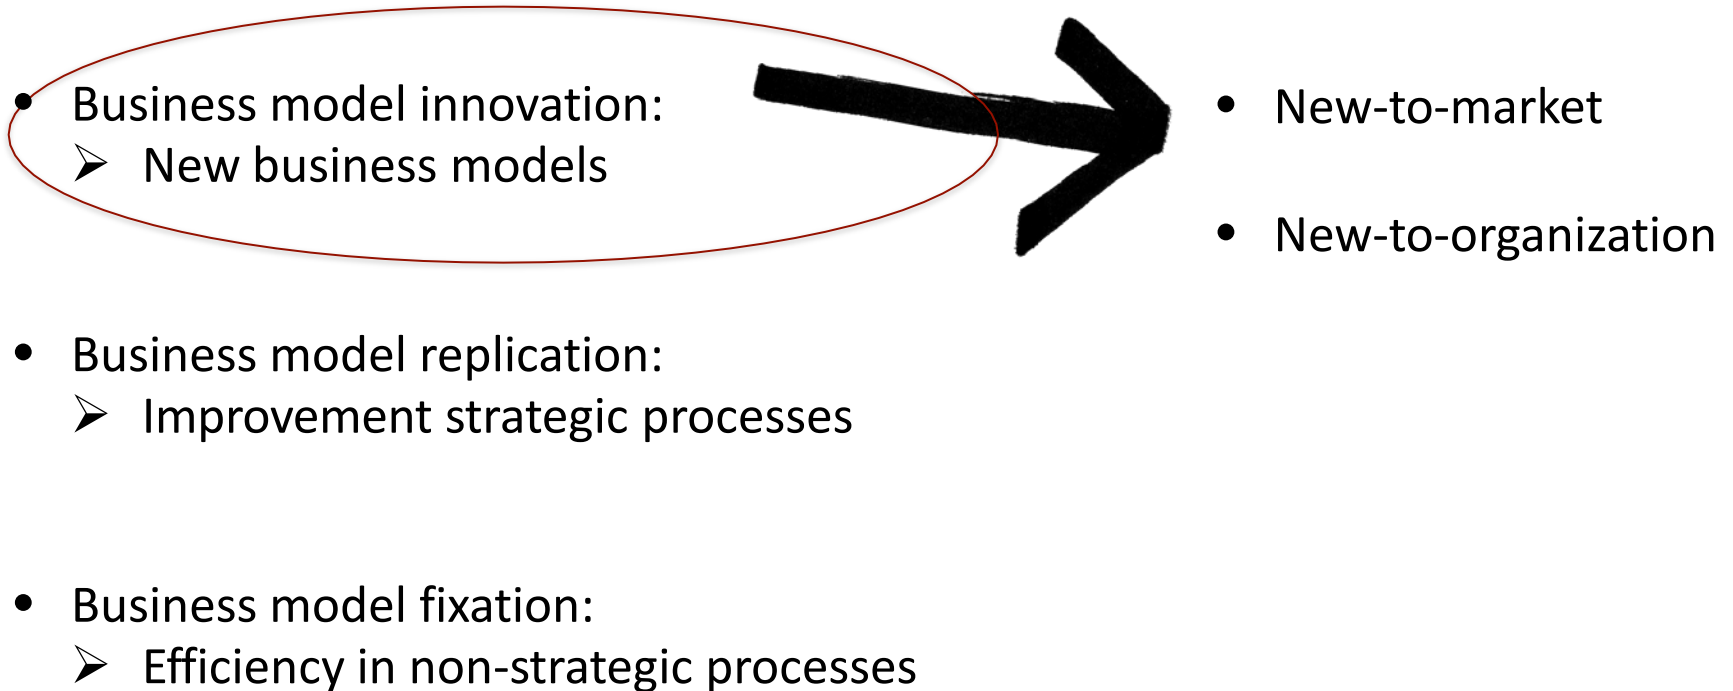 • Business model innovation:
➢ New business models
• New-to-market
• New-to-organization
• Business model replication:
➢ Improvement strategic processes
• Business model fixation:
➢ Efficiency in non-strategic processes